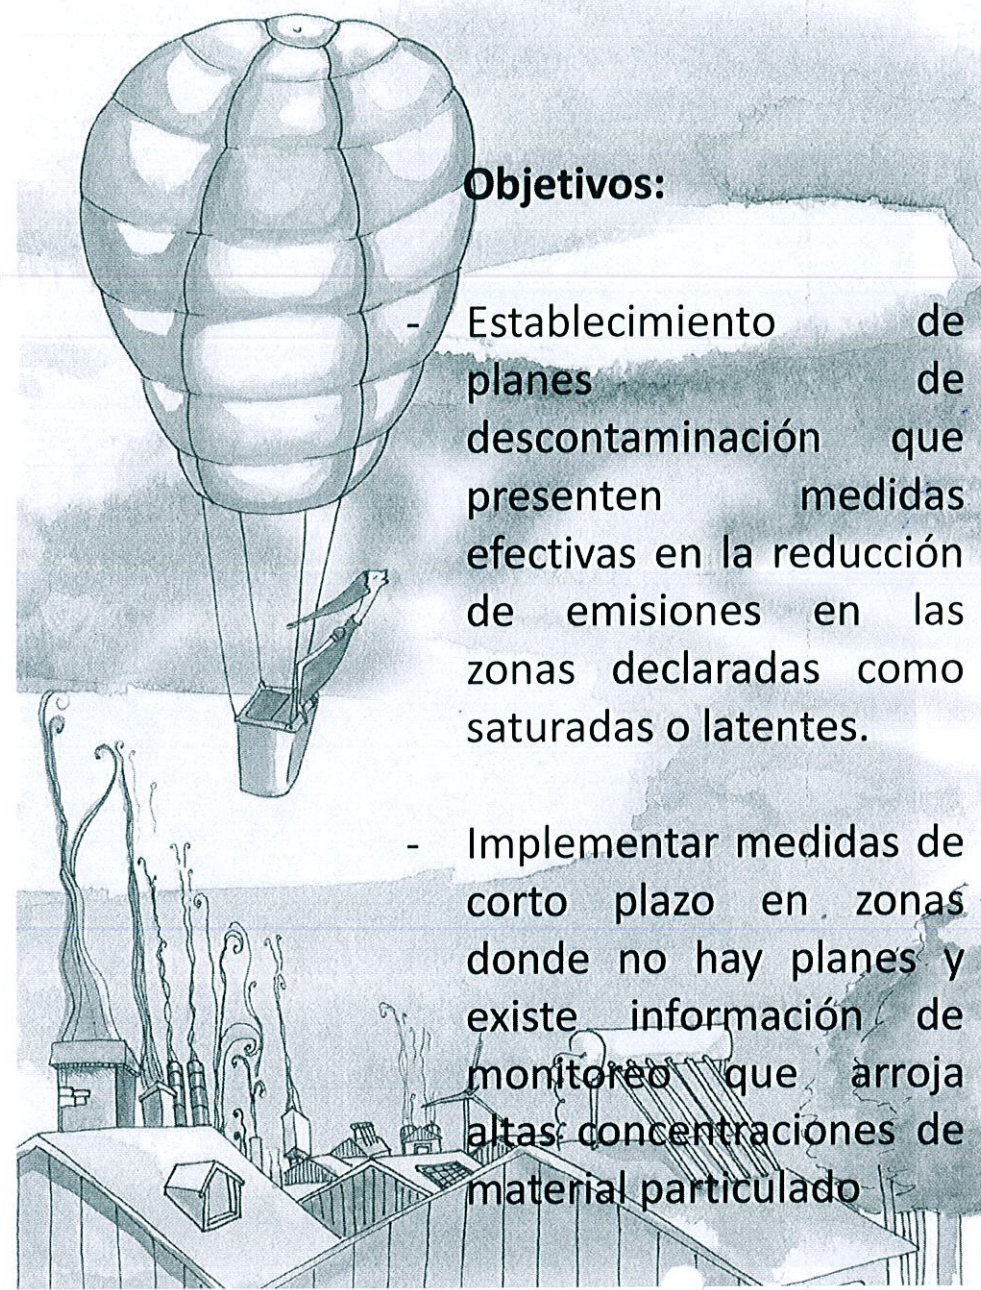 Objetivos:
- Establecimiento de
planes de
descontaminación que
presenten medidas
efectivas en la reducción
de emisiones en las
zonas declaradas como
saturadas o latentes.
- Implementar medidas de
corto plazo en zonas
donde no hay planes y
existe información de
monitoreo que arroja
altas concentraciones de
material particulado